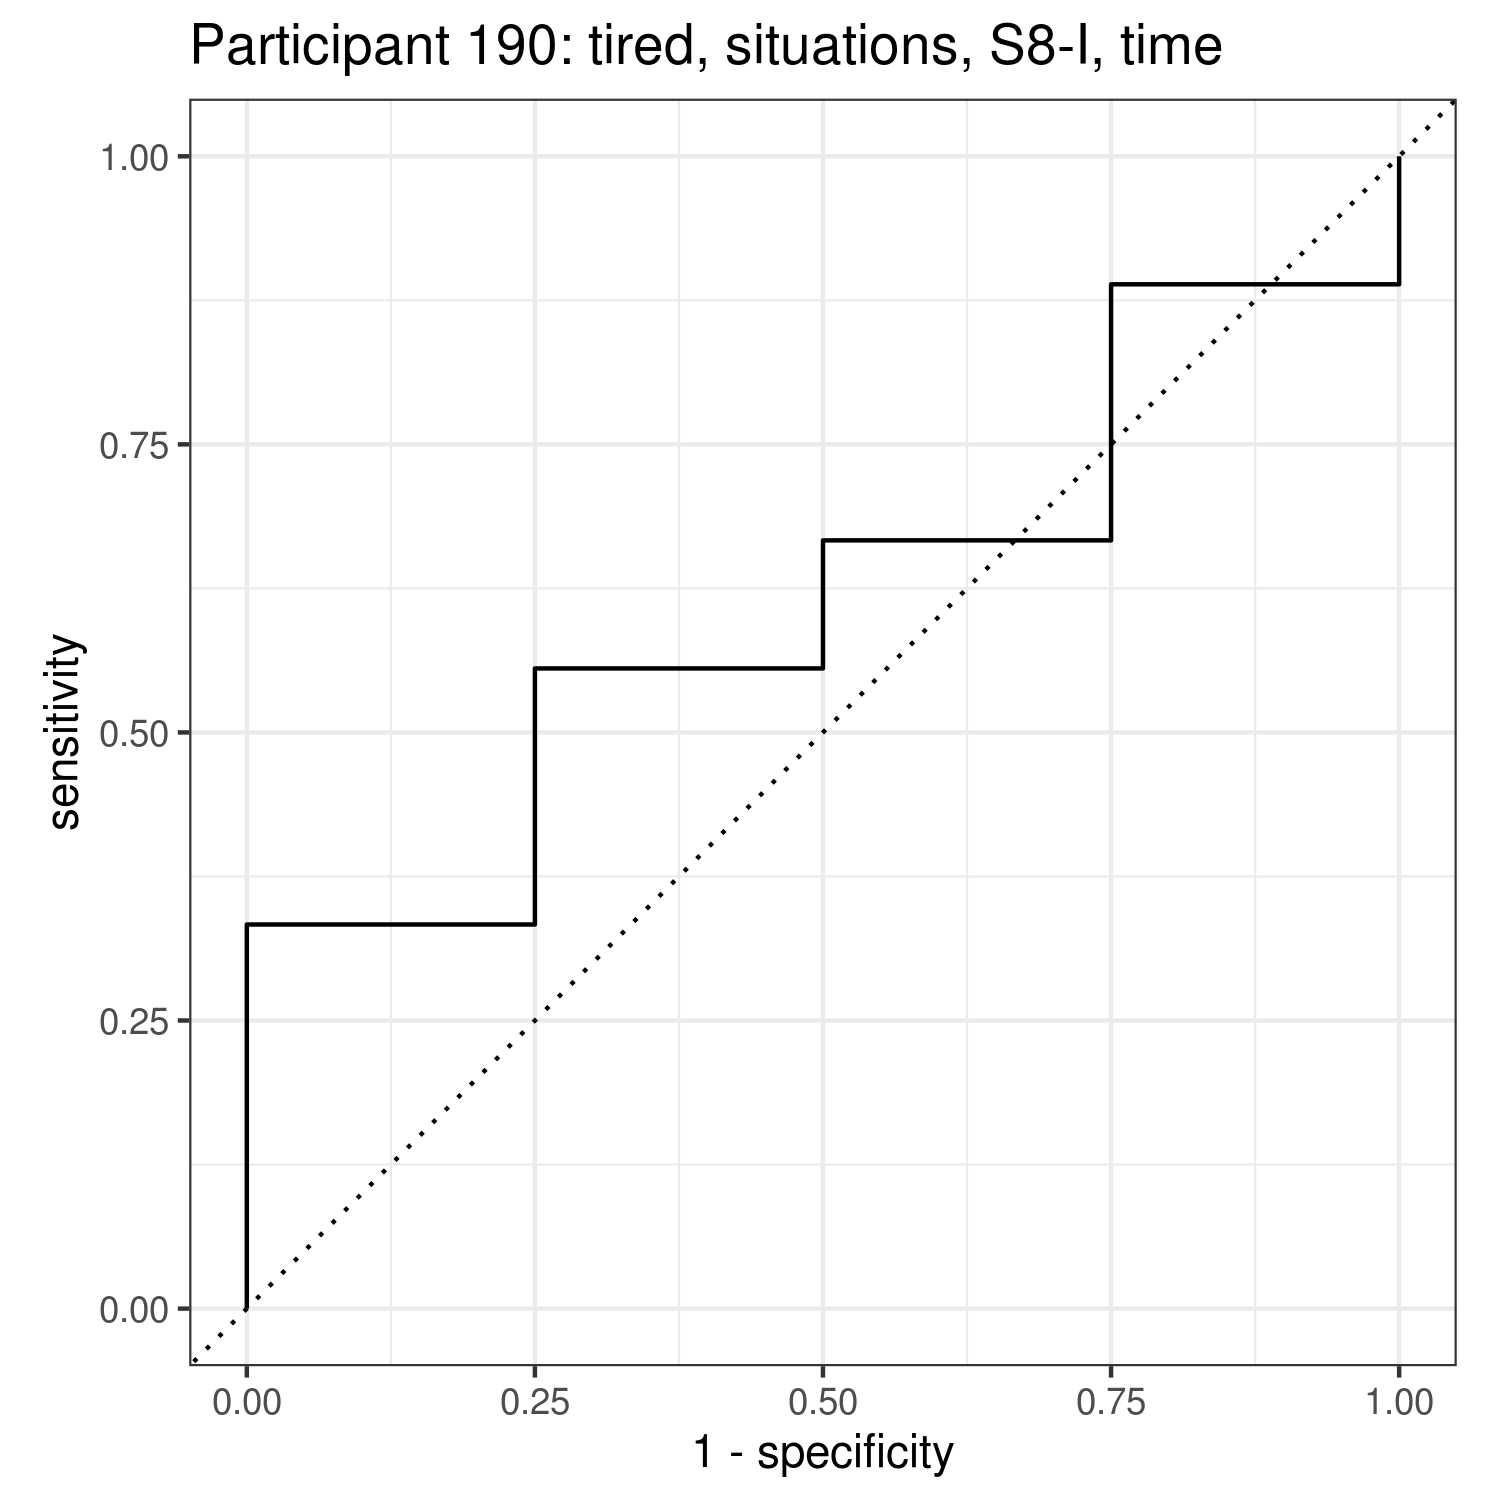 Participant 190: tired, situations, S8-I, time
1.00
0.75
0.50
0.25
0.00
sensitivity
0.00 0.25 0.50 0.75 1.00
1 - specificity